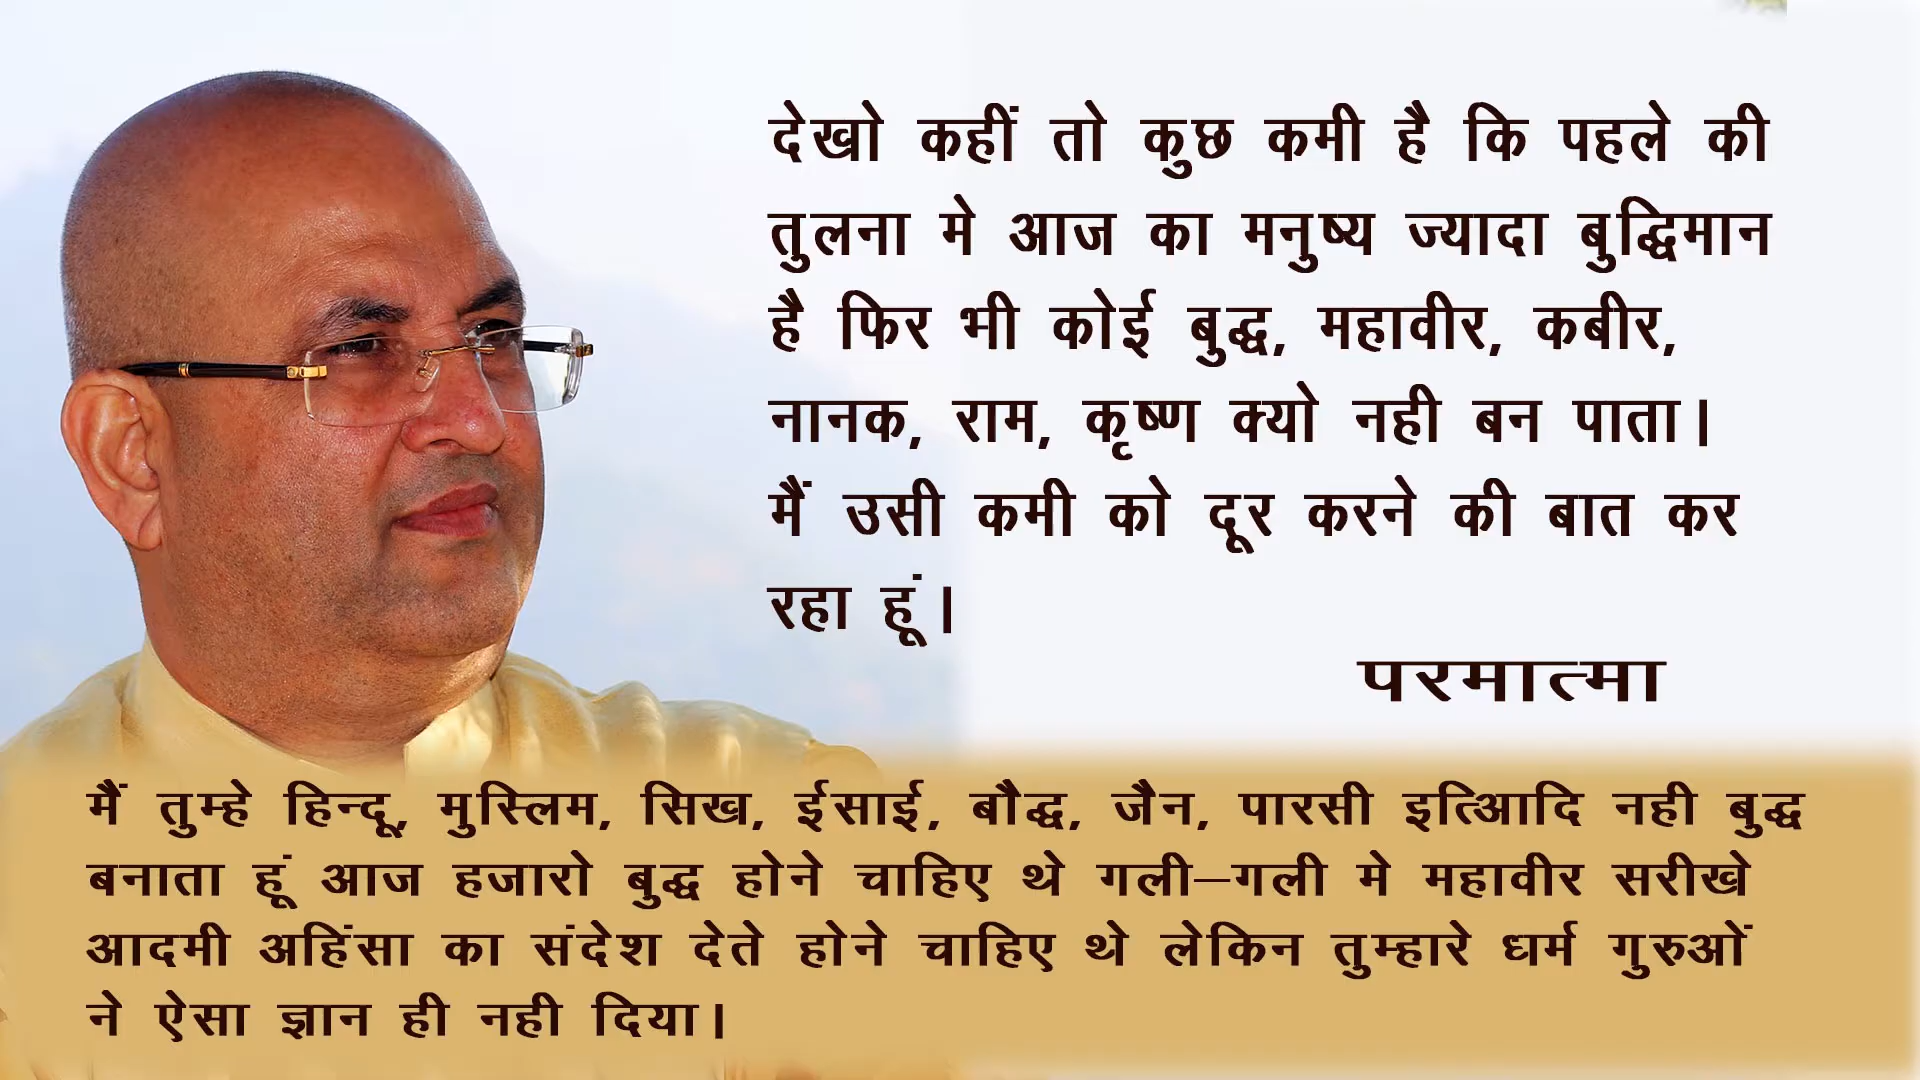 देखो कहीं तो कुछ कमी है कि पहले की
तुलना मे आज का मनुष्य ज्यादा बुद्धिमान
है फिर भी कोई बुद्ध, महावीर, कबीर,
नानक, राम, कृष्ण क्यो नही बन पाता।
मैं उसी कमी को दूर करने की बात कर
रहा हूं।
परमात्मा
मैं तुम्हे हिन्दू, मुस्लिम, सिख, ईसाई, बौद्ध, जैन, पारसी इत्आिदि नही बुद्ध
बनाता हूं आज हजारो बुद्ध होने चाहिए थे गली–गली मे महावीर सरीखे
आदमी अहिंसा का संदेश देते होने चाहिए थे लेकिन तुम्हारे धर्म गुरुओं
ने ऐसा ज्ञान ही नही दिया।